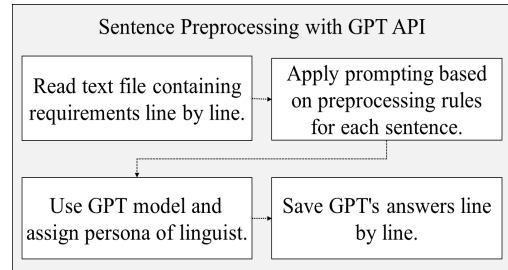 Sentence Preprocessing with GPT API
Read text file containing
requirements line by line.
Apply prompting based
on preprocessing rules
for each sentence.
Use GPT model and
assign persona of linguist.
Save GPT's answers line
by line.